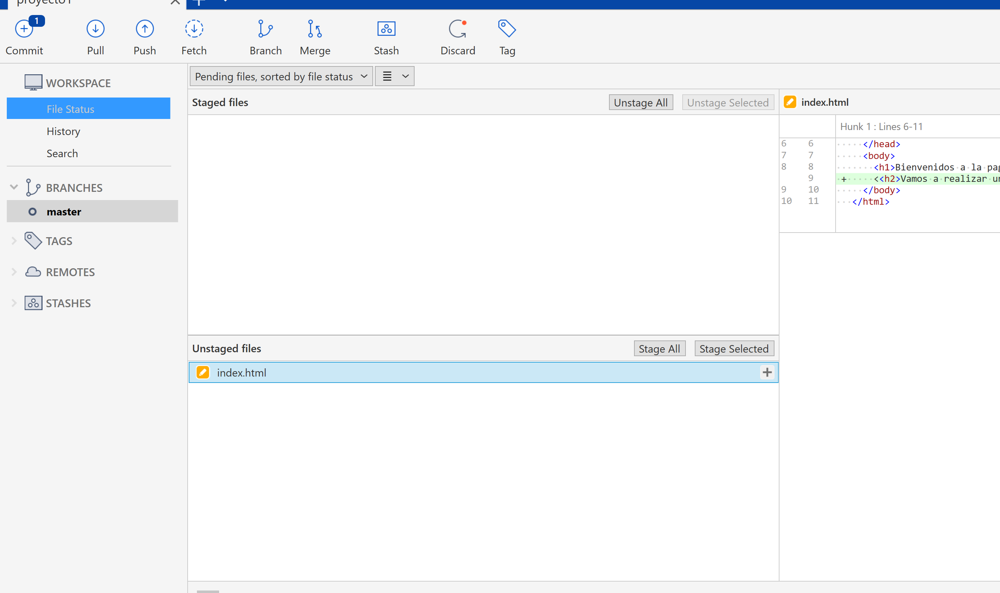 proyecto1
1
Commit Pull Push Fetch Branch Merge Stash Discard Tag
WORKSPACE
File Status
History
Search
BRANCHES
master
TAGS
REMOTES
STASHES
Pending files, sorted by file status
Staged files Unstage All Unstage Selected
Unstaged files Stage All Stage Selected
index.html
index.html
Hunk 1 : Lines 6-11
6 6 </head>
7 7 <body>
8 8 <h1>Bienvenidos a la
9 + <<h2>Vamos a realizar
9 10 </body>
10 11 </html>